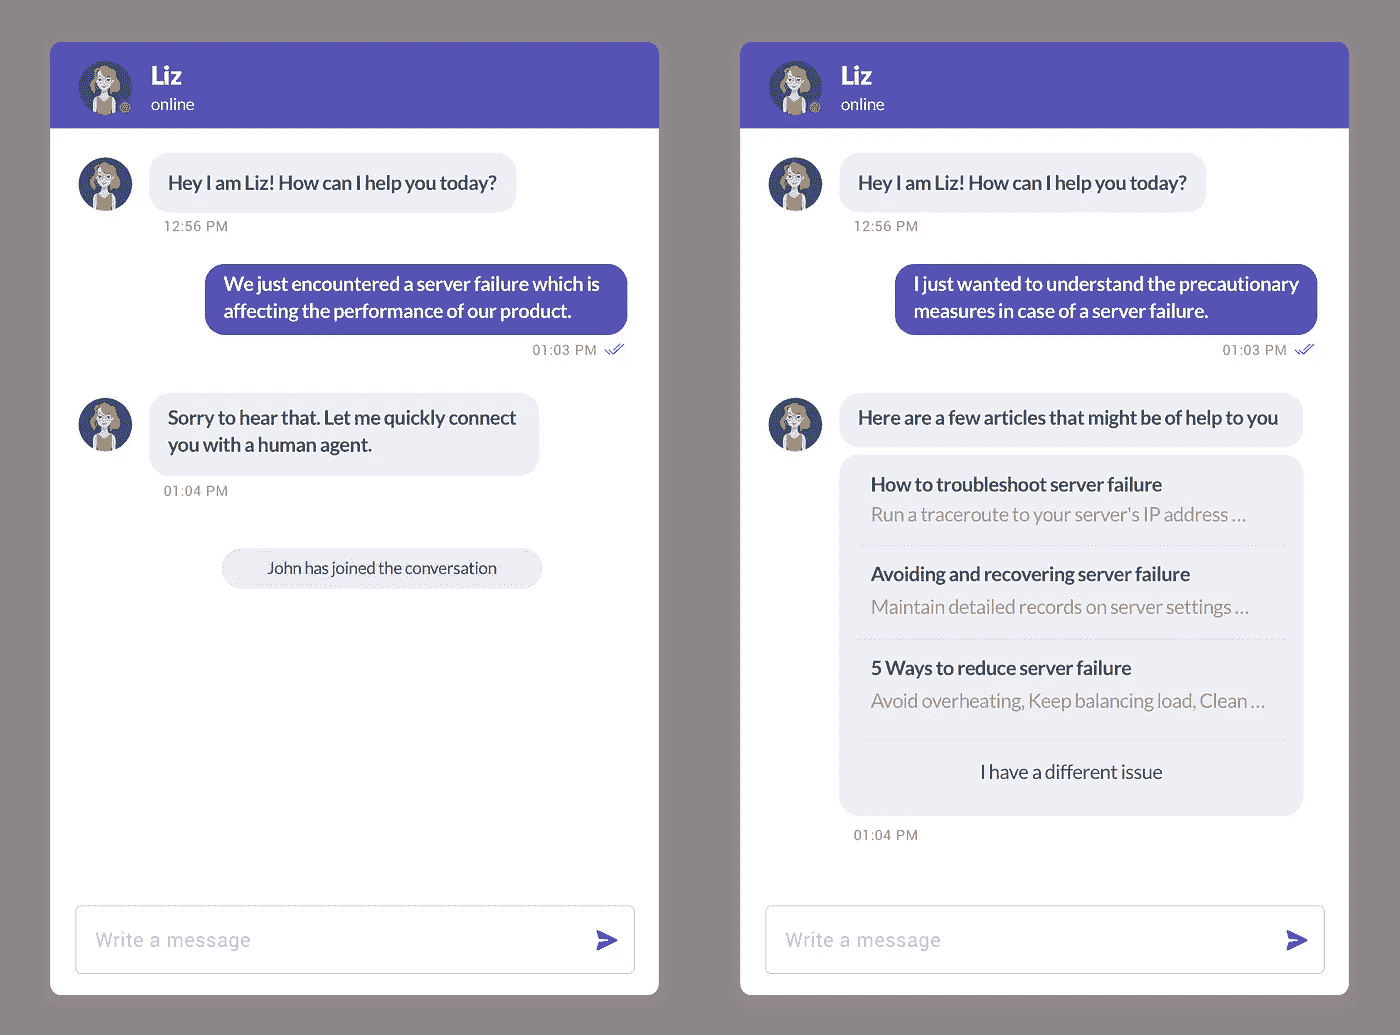 Liz
online
Hey I am Liz! How can I help you today?
12:56 PM
We just encountered a server failure which is
affecting the performance of our product.
01:03 PM
Sorry to hear that. Let me quickly connect
you with a human agent.
01:04 PM
John has joined the conversation
Write a message
Liz
online
Hey I am Liz! How can I help you today?
12:56 PM
I just wanted to understand the precautionary
measures in case of a server failure.
01:03 PM
Here are a few articles that might be of help to you
How to troubleshoot server failure
Run a traceroute to your server's IP address ...
Avoiding and recovering server failure
Maintain detailed records on server settings ...
5 Ways to reduce server failure
Avoid overheating, Keep balancing load, Clean ...
I have a different issue
01:04 PM
Write a message